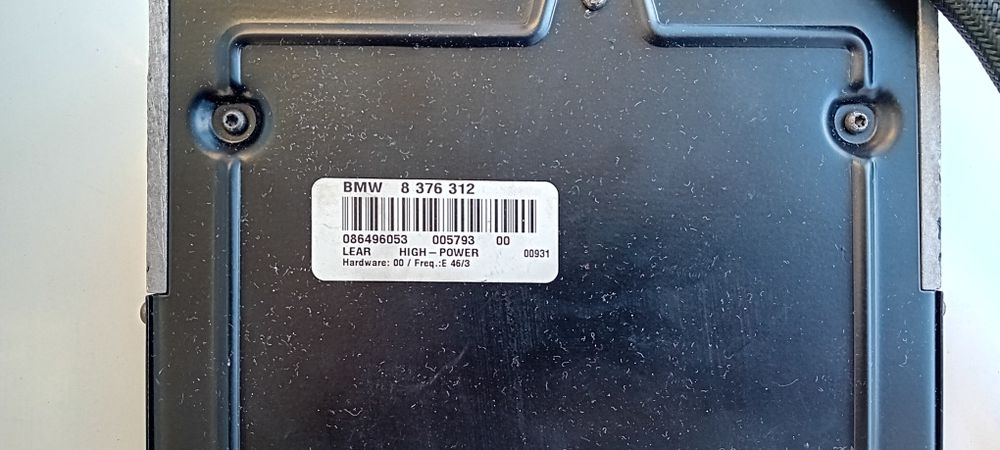 BMW 8 376 312
086496053 005793 00
LEAR HIGH-POWER 00931
Hardware: 00 / Freq.:E 46/3